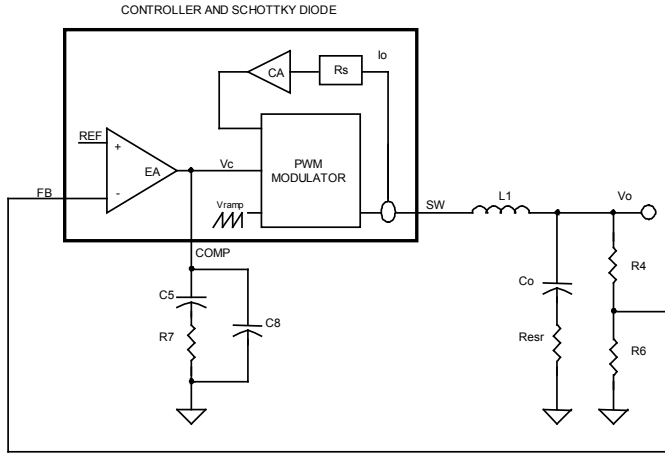 CONTROLLER AND SCHOTTKY DIODE
Io
CA
Rs
REF
+
EA
-
Vc
PWM
MODULATOR
FB
Vramp
SW
L1
Vo
COMP
R4
C5
Co
R7
C8
Resr
R6